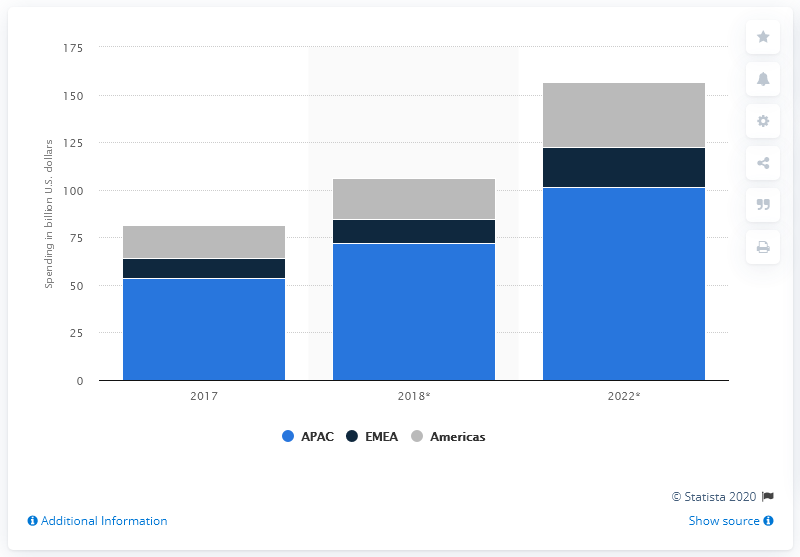 175
150
125
100
75
50
25
0
Spending in billion U.S. dollars
2017
2018*
2022*
APAC EMEA Americas
© Statista 2020
Additional Information
Show source